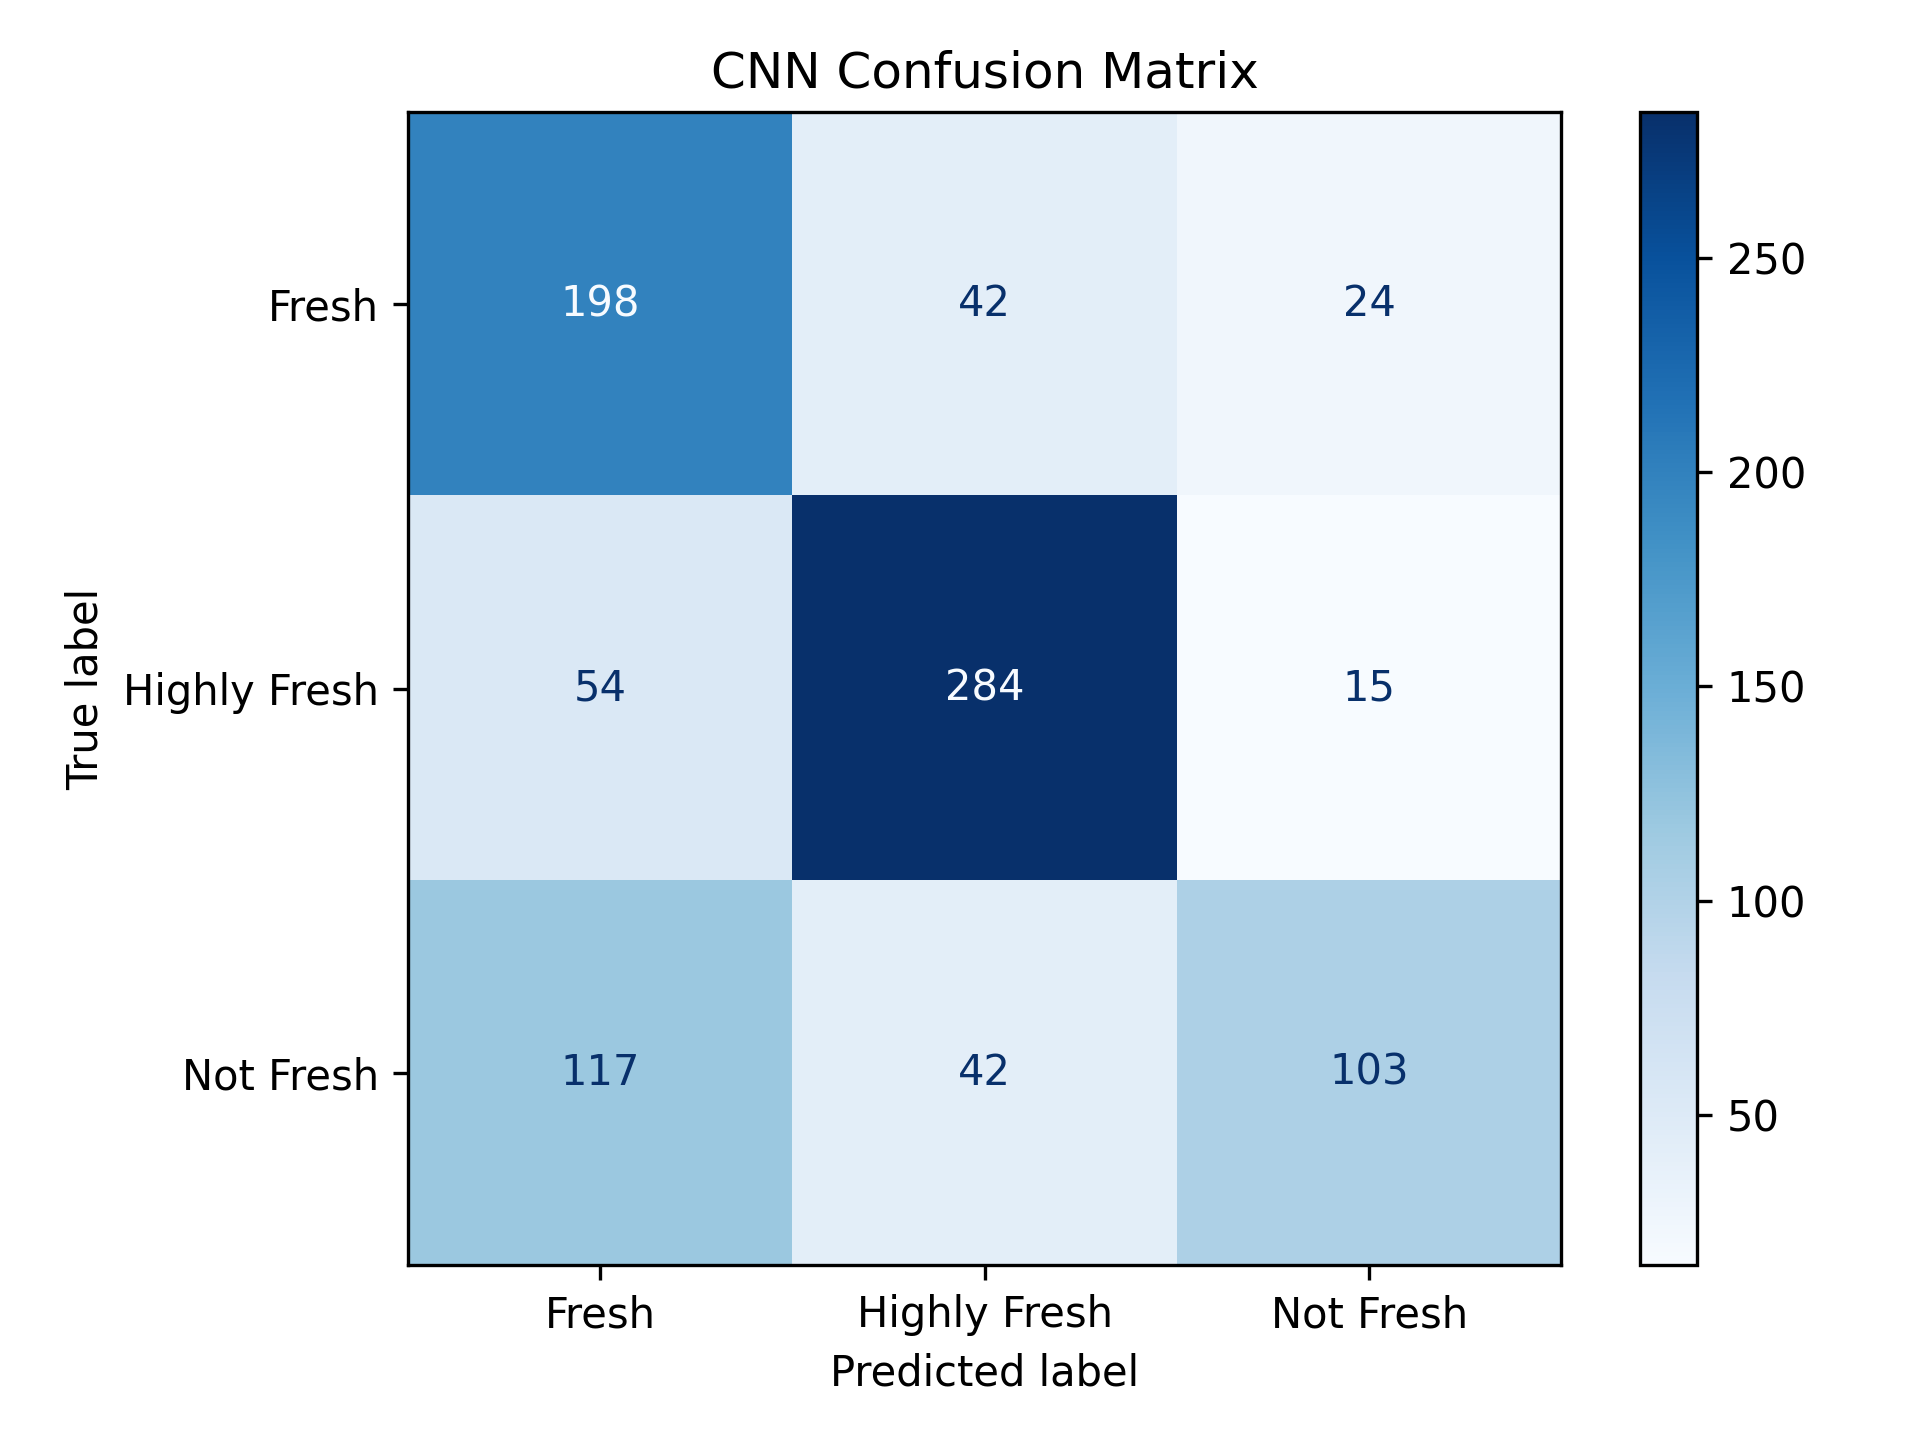 CNN Confusion Matrix
True label
Fresh
198 42 24
Highly Fresh
54 284 15
Not Fresh
117 42 103
Fresh Highly Fresh Not Fresh
Predicted label
250
200
150
100
50